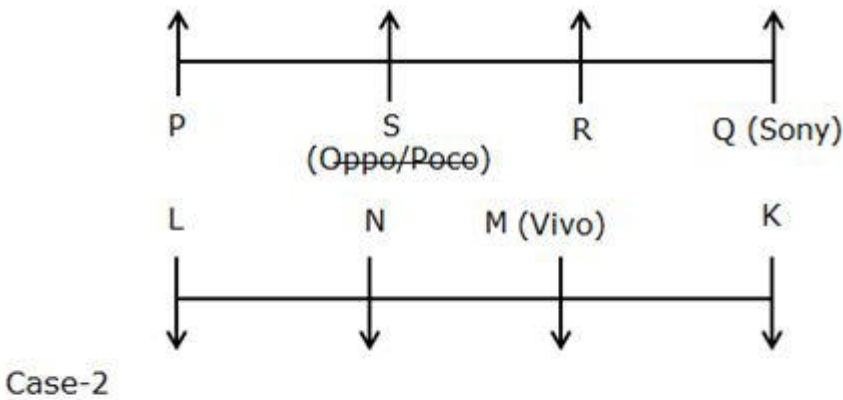 P S R Q (Sony)
(Oppo/Poco)
L N M (Vivo) K
Case-2